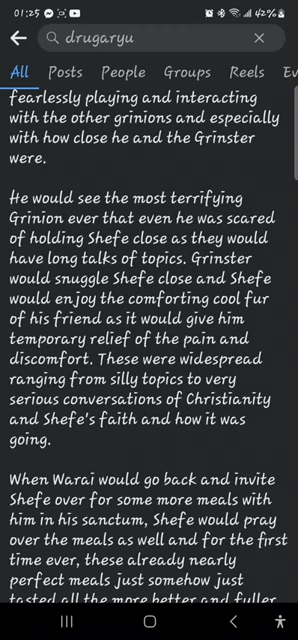 01:25 42%
drugaryu
All Posts People Groups Reels Ev
fearlessly playing and interacting
with the other grinions and especially
with how close he and the Grinster
were.
He would see the most terrifying
Grinion ever that even he was scared
of holding Shefe close as they would
have long talks of topics. Grinster
would snuggle Shefe close and Shefe
would enjoy the comforting cool fur
of his friend as it would give him
temporary relief of the pain and
discomfort. These were widespread
ranging from silly topics to very
serious conversations of Christianity
and Shefe's faith and how it was
going.
When Warai would go back and invite
Shefe over for some more meals with
him in his sanctum, Shefe would pray
over the meals as well and for the first
time ever, these already nearly
perfect meals just somehow just
tasted all the more better and fuller